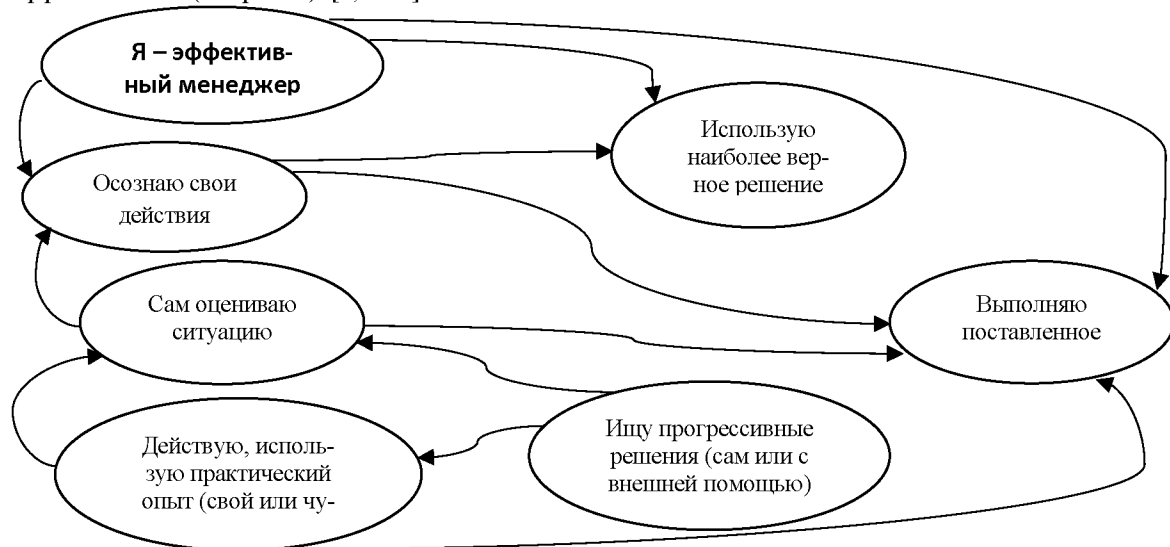 Я – эффектив-
ный менеджер
Использую
наиболее вер-
ное решение
Осознаю свои
действия
Сам оцениваю
ситуацию
Выполняю
поставленное
Действую, исполь-
зую практический
опыт (свой или чу-
Ищу прогрессивные
решения (сам или с
внешней помощью)